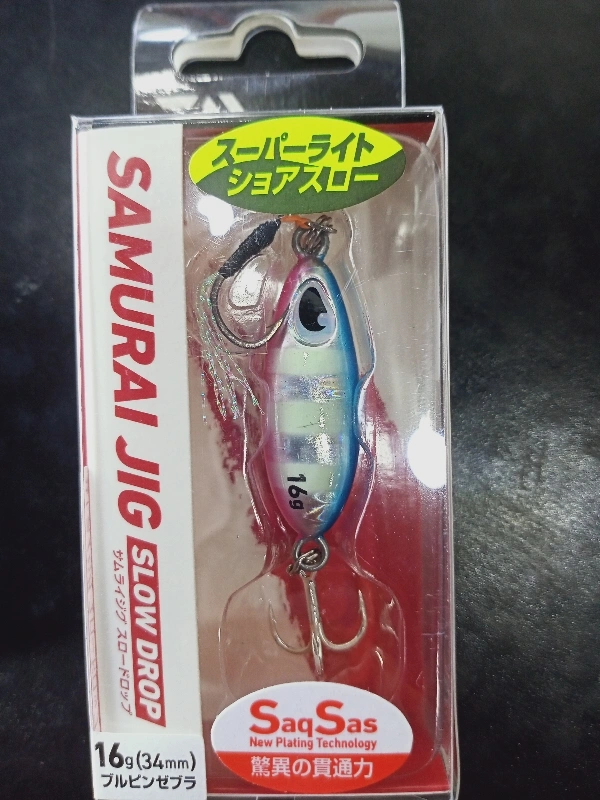 スーパーライト
ショアスロー
SAMURAI JIG
SLOW DROP
サムライジグ スロードロップ
16g
SaqSas
New Plating Technology
驚異の貫通力
16g(34mm)
ブルピンゼブラ